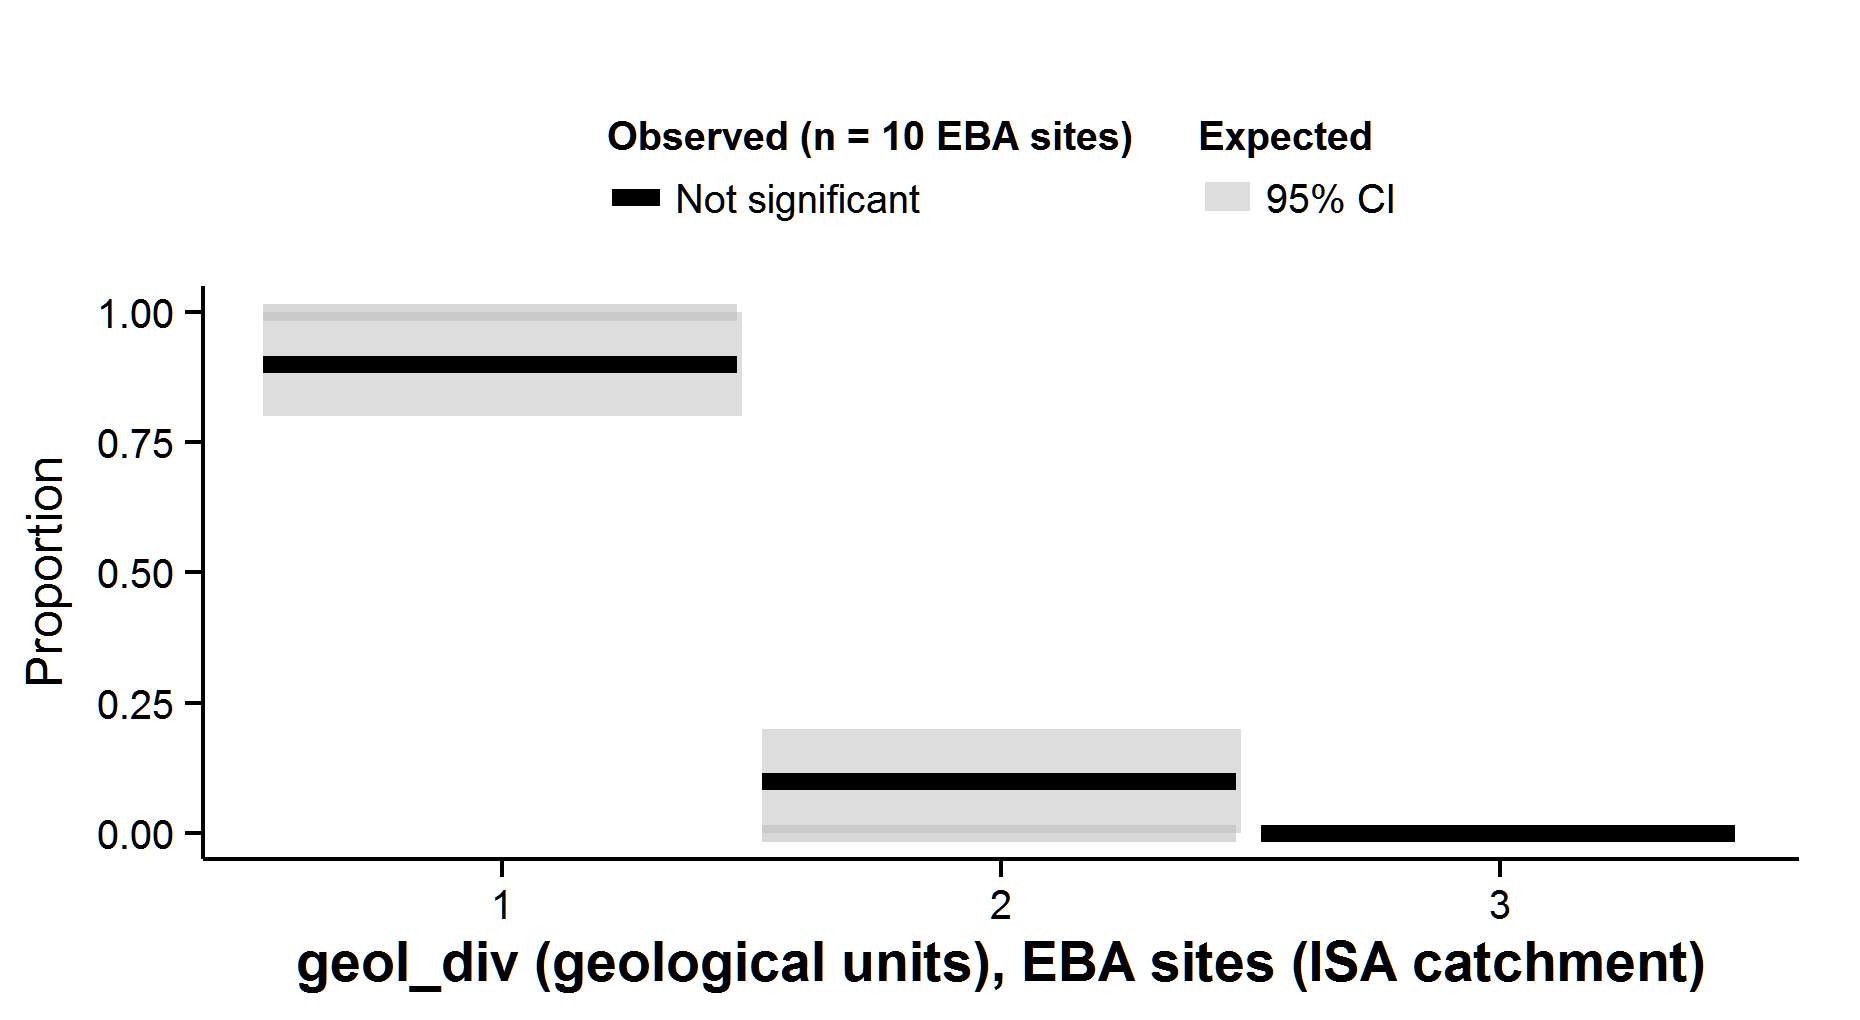 Observed (n = 10 EBA sites) Expected
Not significant 95% CI
1.00
0.75
0.50
0.25
0.00
Proportion
1 2 3
geol_div (geological units), EBA sites (ISA catchment)